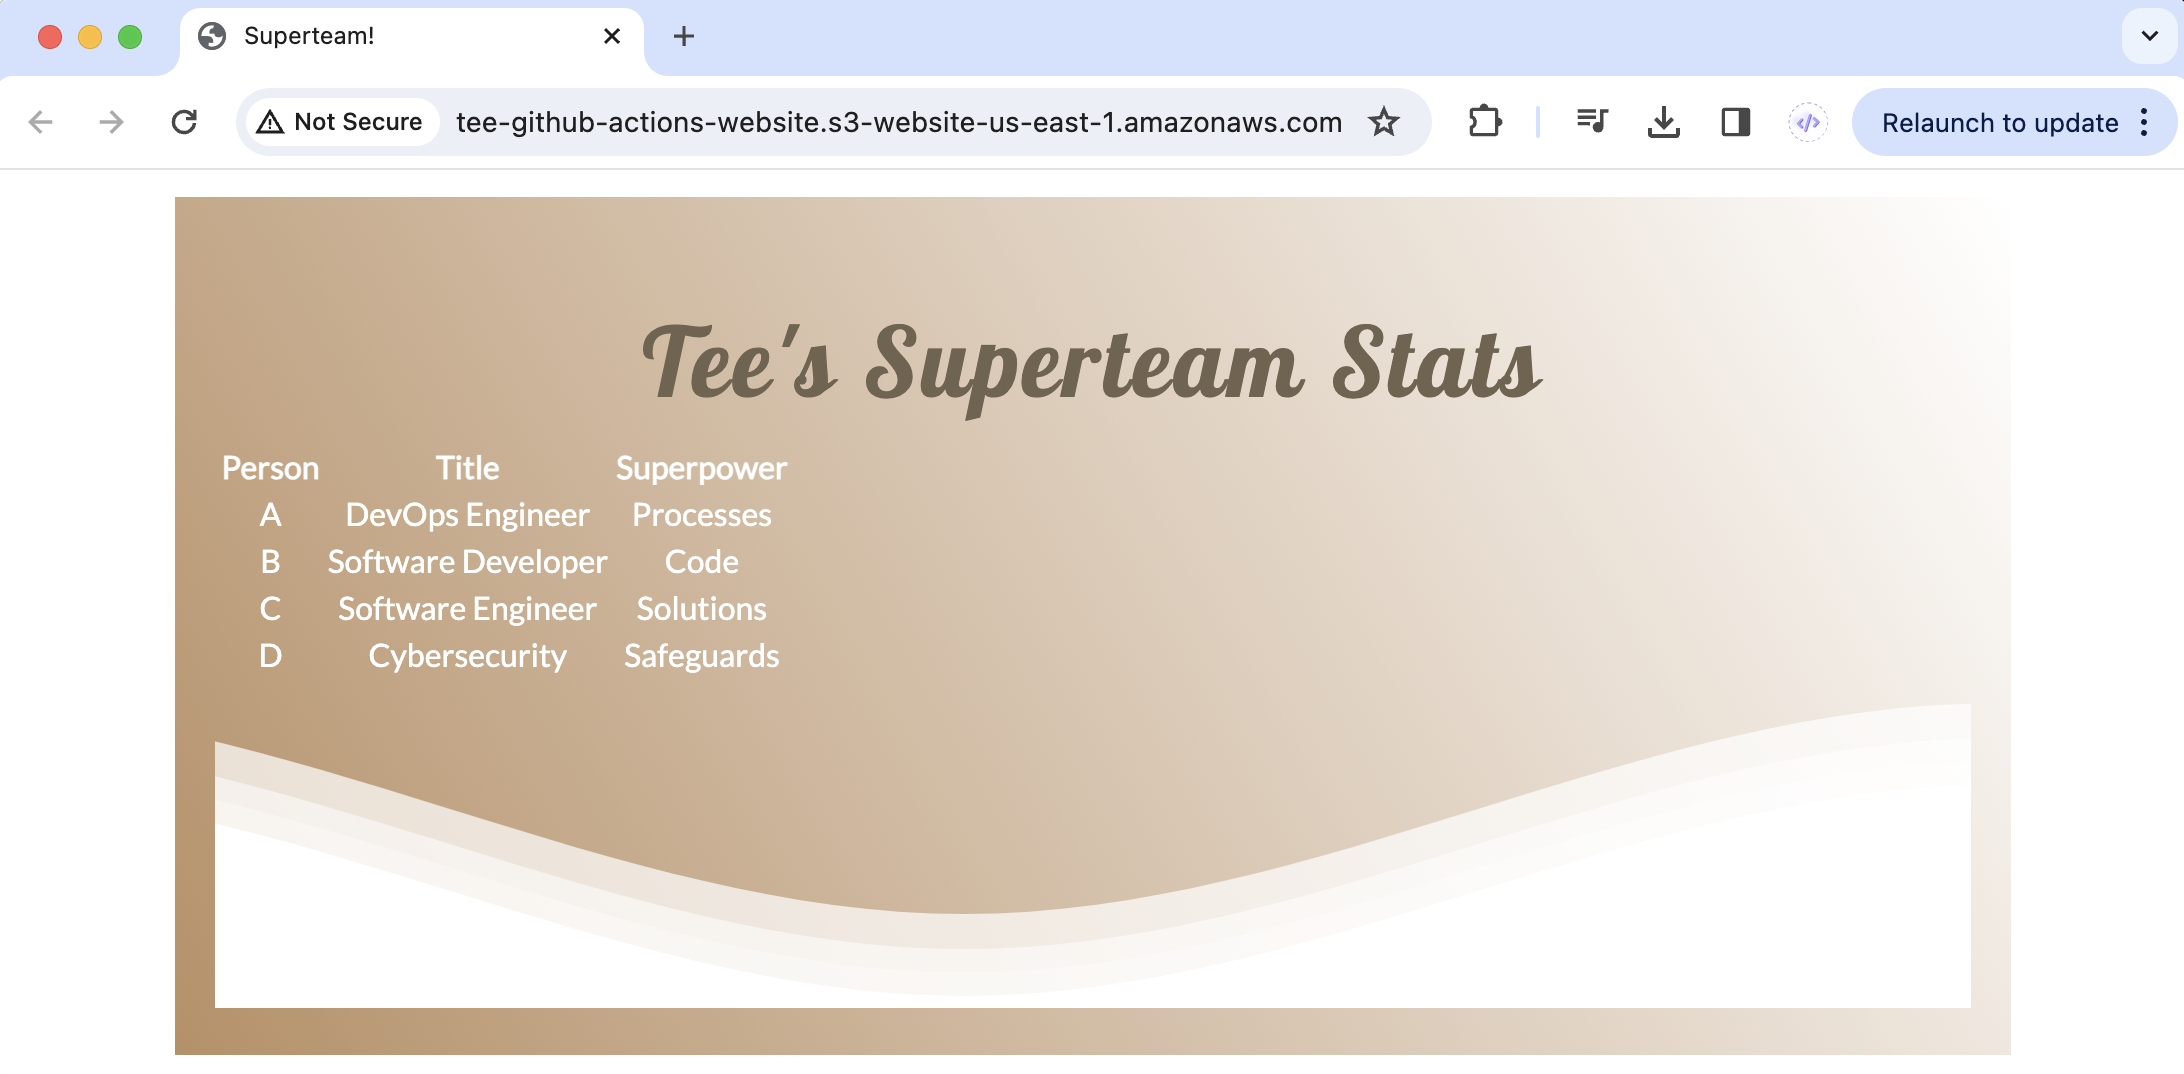 Superteam!
Not Secure tee-github-actions-website.s3-website-us-east-1.amazonaws.com Relaunch to update
Tee's Superteam Stats
Person Title Superpower
A DevOps Engineer Processes
B Software Developer Code
C Software Engineer Solutions
D Cybersecurity Safeguards